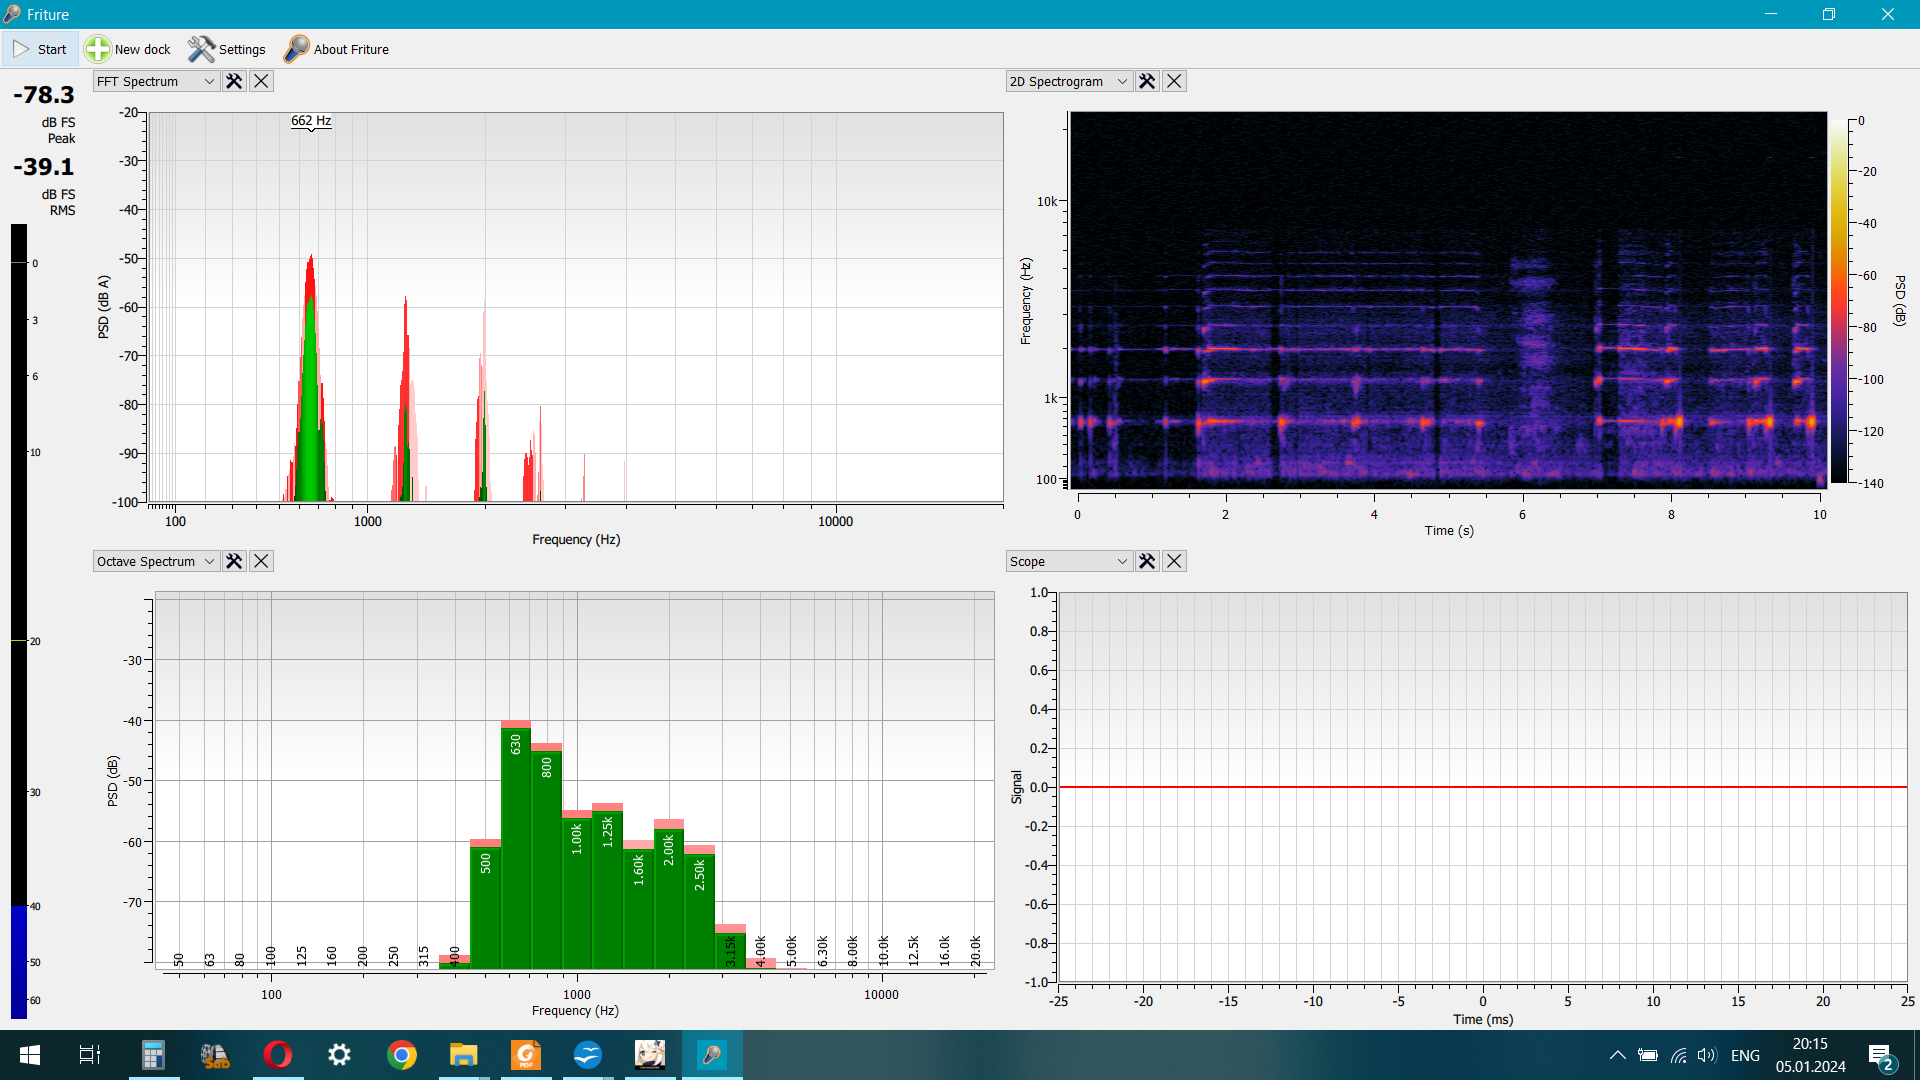 Friture
Start
New dock
Settings
About Friture
-78.3
dB FS
Peak
-39.1
dB FS
RMS
0
3
6
10
20
30
40
50
60
FFT Spectrum
662 Hz
PSD (dB A)
-20
-30
-40
-50
-60
-70
-80
-90
-100
100
1000
10000
Frequency (Hz)
2D Spectrogram
Frequency (Hz)
10k
1k
100
0
2
4
6
8
10
Time (s)
0
-20
-40
-60
-80
-100
-120
-140
PSD (dB)
Octave Spectrum
PSD (dB)
-30
-40
-50
-60
-70
50
63
80
100
125
160
200
250
315
400
500
630
800
1.00k
1.25k
1.60k
2.00k
2.50k
3.15k
4.00k
5.00k
6.30k
8.00k
10.0k
12.5k
16.0k
20.0k
100
1000
10000
Frequency (Hz)
Scope
Signal
1.0
0.8
0.6
0.4
0.2
0.0
-0.2
-0.4
-0.6
-0.8
-1.0
-25
-20
-15
-10
-5
0
5
10
15
20
25
Time (ms)
PDF
ENG
20:15
05.01.2024
2